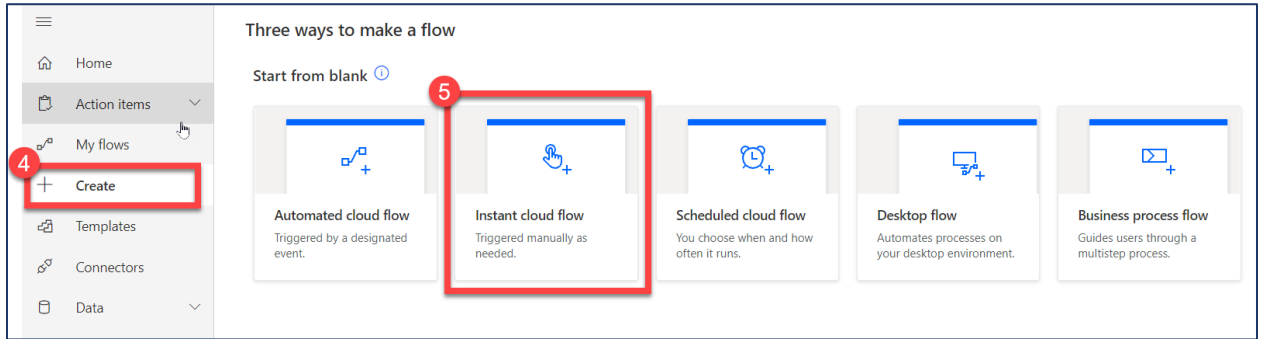 Three ways to make a flow
Home
Start from blank
Action items
5
My flows
4
Create
Automated cloud flow
Triggered by a designated
event.
Instant cloud flow
Triggered manually as
needed.
Scheduled cloud flow
You choose when and how
often it runs.
Desktop flow
Automates processes on
your desktop environment.
Business process flow
Guides users through a
multistep process.
Templates
Connectors
Data